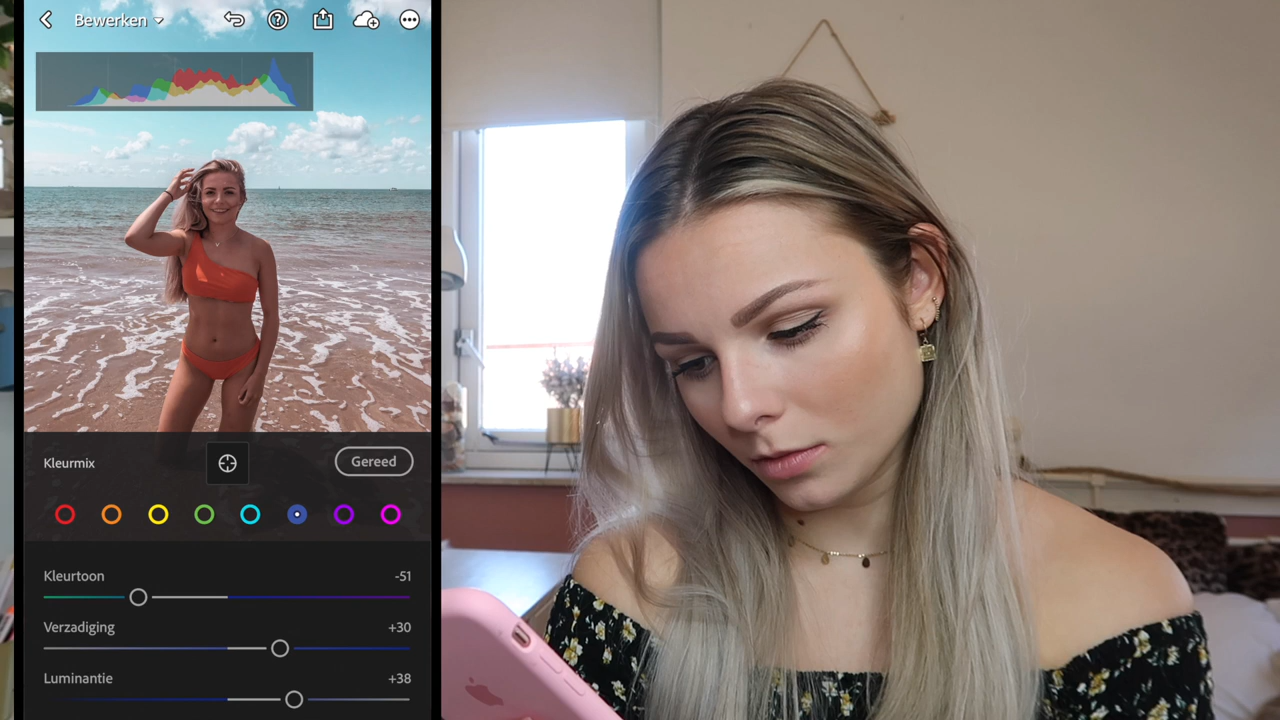 Bewerken
Kleurmix
Gereed
Kleurtoon -51
Verzadiging +30
Luminantie +38